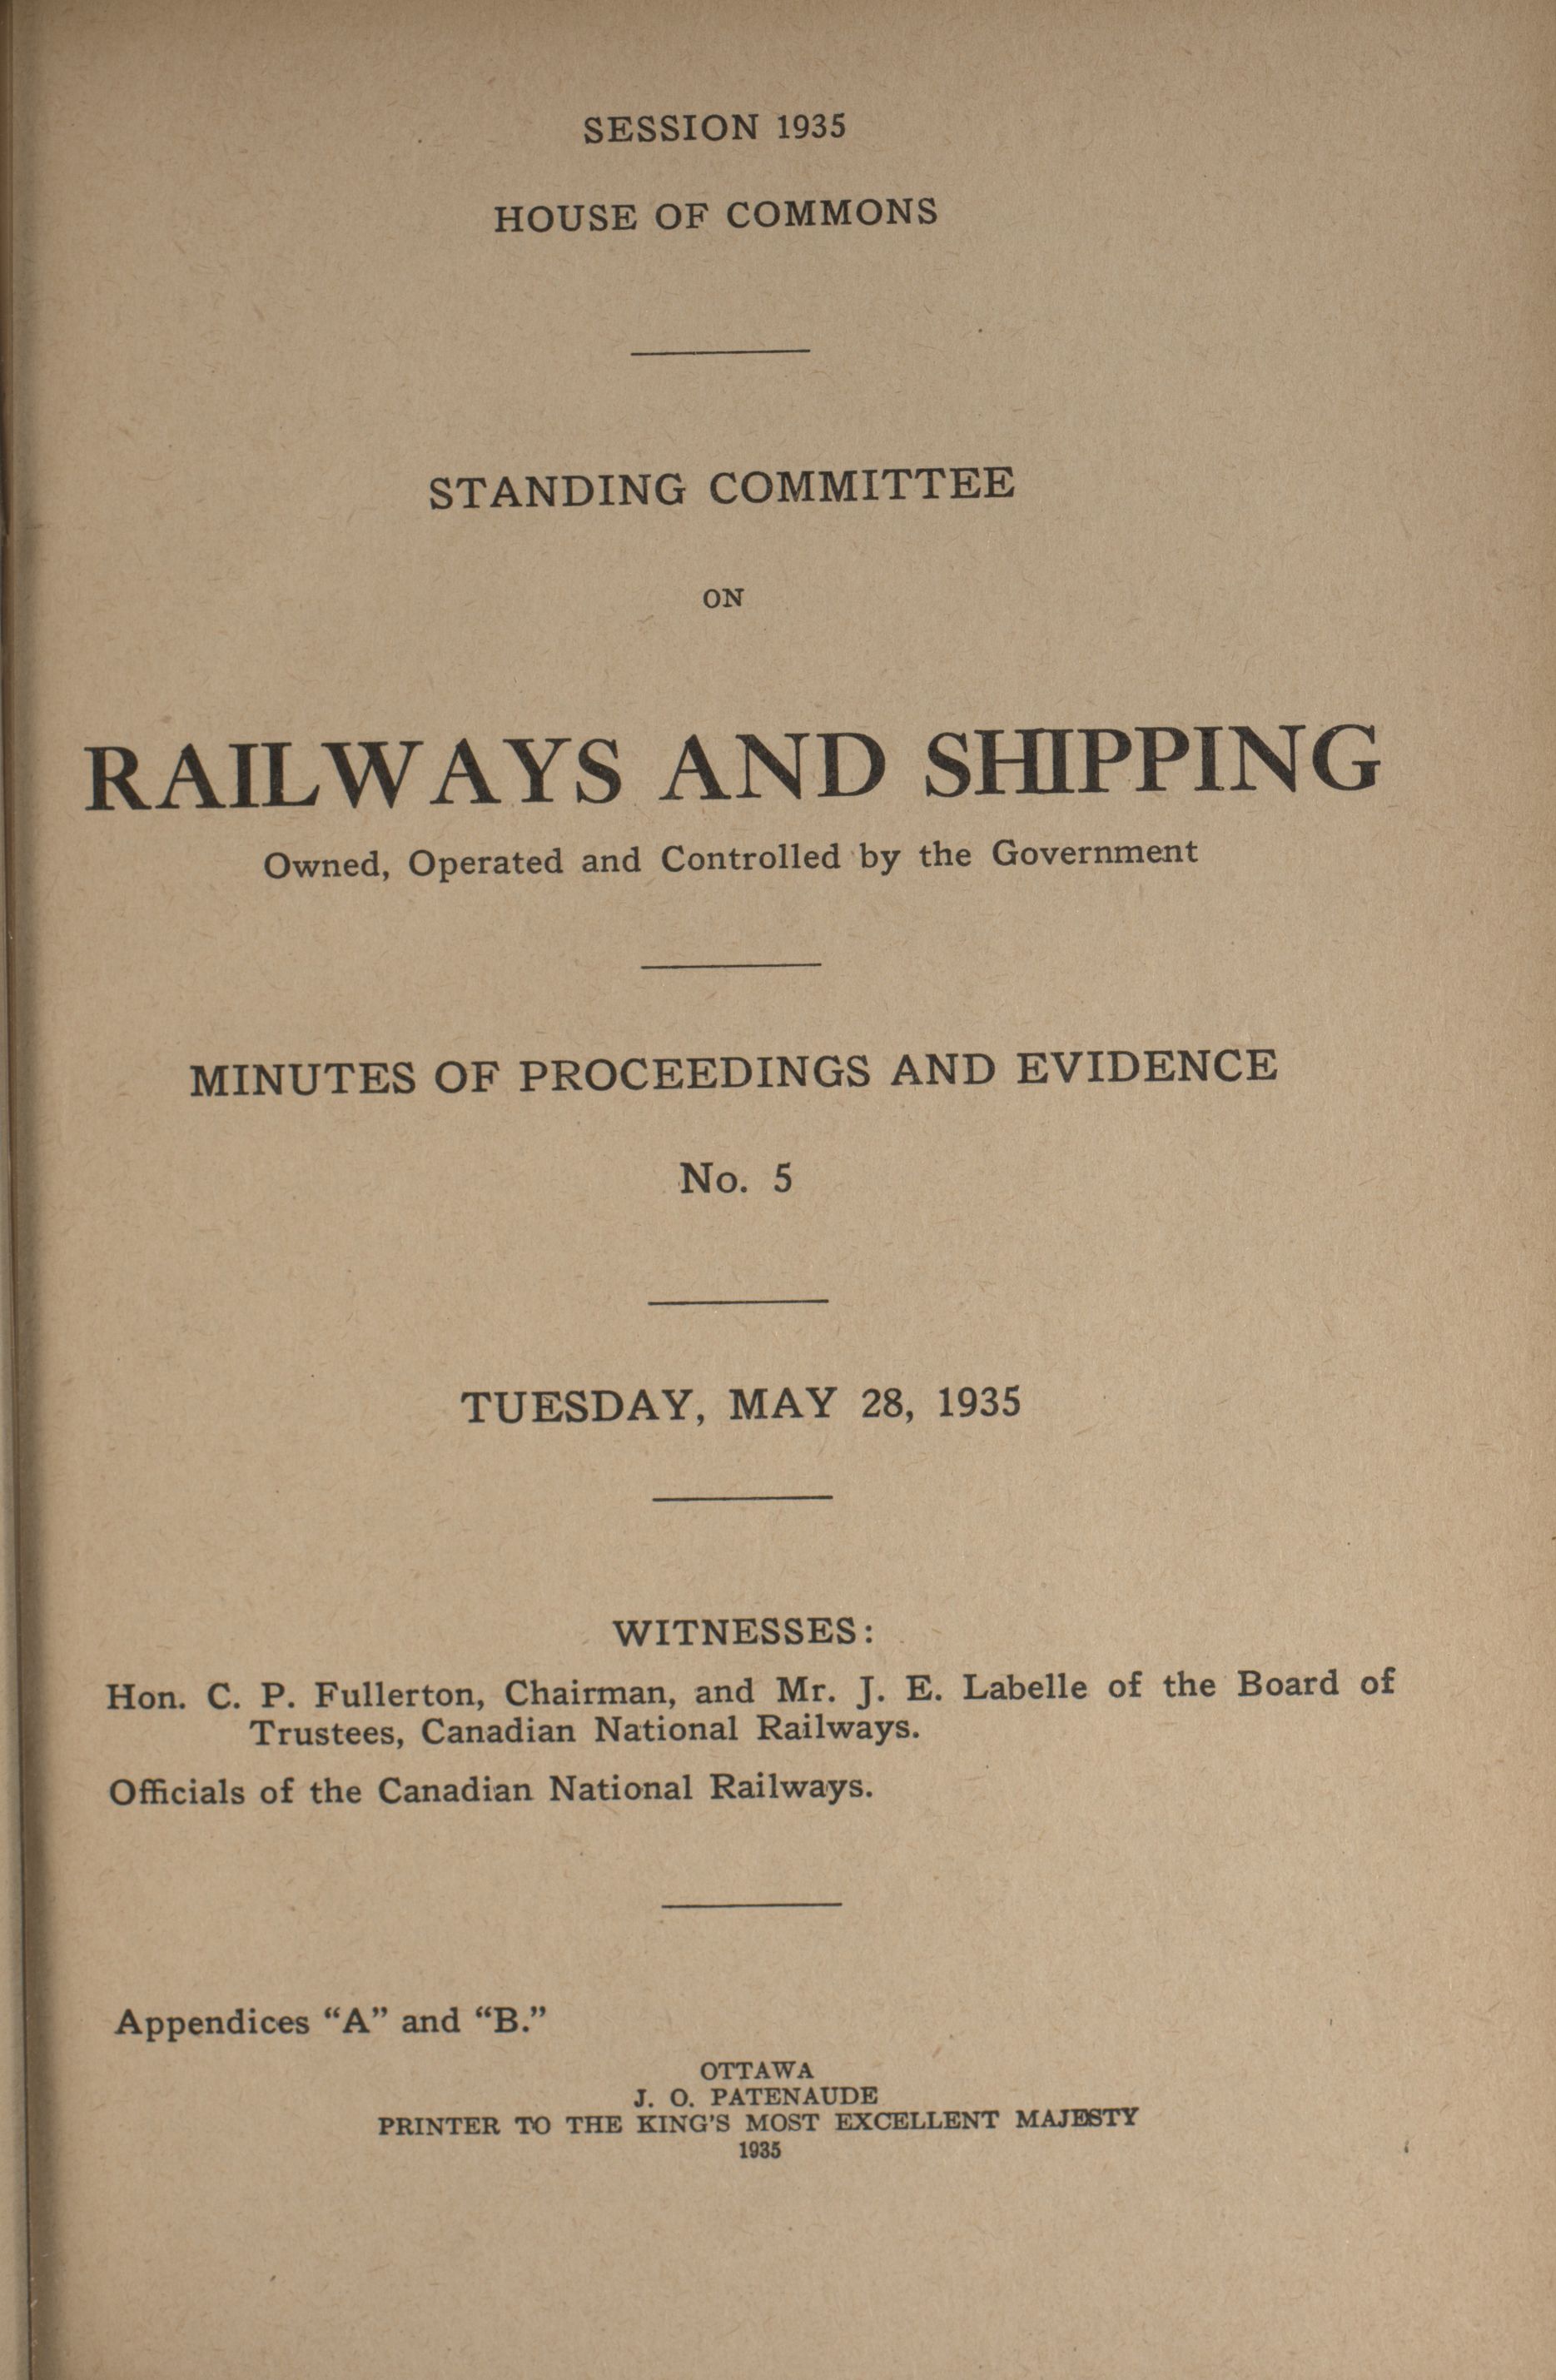 SESSION 1935
HOUSE OF COMMONS
STANDING COMMITTEE
ON
RAILWAYS AND SHIPPING
Owned, Operated and Controlled by the Government
MINUTES OF PROCEEDINGS AND EVIDENCE
No. 5
TUESDAY, MAY 28, 1935
WITNESSES:
Hon. C. P. Fullerton, Chairman, and Mr. J. E. Labelle of the Board of
Trustees, Canadian National Railways.
Officials of the Canadian National Railways.
Appendices “A” and “B.”
OTTAWA
J. O. PATENAUDE
PRINTER TO THE KING'S MOST EXCELLENT MAJESTY
1935